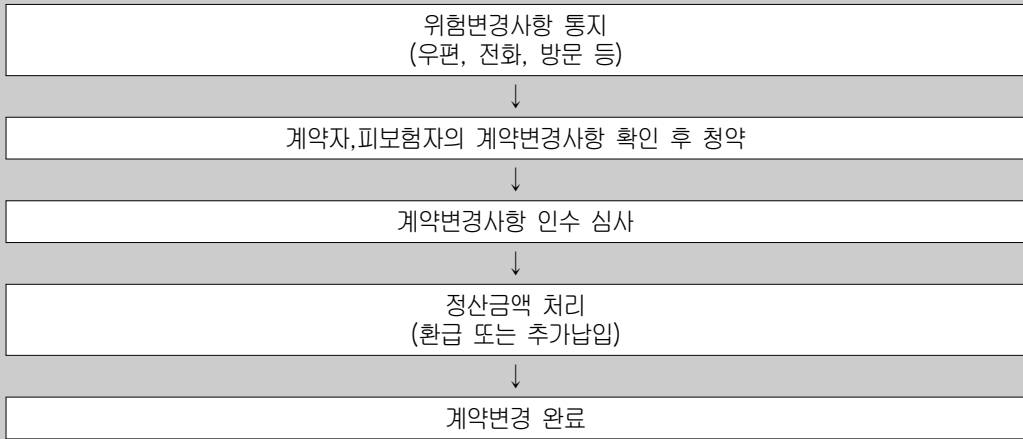 위험변경사항 통지
(우편, 전화, 방문 등)
↓
계약자,피보험자의 계약변경사항 확인 후 청약
↓
계약변경사항 인수 심사
↓
정산금액 처리
(환급 또는 추가납입)
↓
계약변경 완료